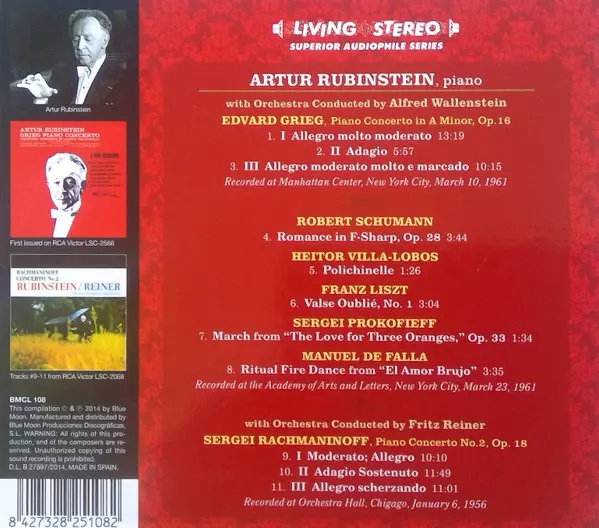 LIVING STEREO
SUPERIOR AUDIOPHILE SERIES
Artur Rubinstein
ARTUR RUBINSTEIN
GRIEG PIANO CONCERTO
First issued on RCA Victor LSC-2566
RACHMANINOFF
CONCERTO No. 2
RUBINSTEIN/REINER
Tracks #9-11 from RCA Victor LSC-2068
BMCL 108
This compilation © & ℗ 2014 by Blue
Moon. Manufactured and distributed by
Blue Moon Producciones Discográficas,
S.L. WARNING: All rights of this pro-
duction, and of the composers are re-
served. Unauthorized copying of this
sound recording is prohibited.
D.L. B 27897/2014. MADE IN SPAIN.
8 427328 251082
ARTUR RUBINSTEIN, piano
with Orchestra Conducted by Alfred Wallenstein
EDVARD GRIEG, Piano Concerto in A Minor, Op.16
1. I Allegro molto moderato 13:19
2. II Adagio 5:57
3. III Allegro moderato molto e marcado 10:15
Recorded at Manhattan Center, New York City, March 10, 1961
ROBERT SCHUMANN
4. Romance in F-Sharp, Op. 28 3:44
HEITOR VILLA-LOBOS
5. Polichinelle 1:26
FRANZ LISZT
6. Valse Oublié, No. 1 3:04
SERGEI PROKOFIEFF
7. March from "The Love for Three Oranges," Op. 33 1:34
MANUEL DE FALLA
8. Ritual Fire Dance from "El Amor Brujo" 3:35
Recorded at the Academy of Arts and Letters, New York City, March 23, 1961
with Orchestra Conducted by Fritz Reiner
SERGEI RACHMANINOFF, Piano Concerto No.2, Op. 18
9. I Moderato; Allegro 10:10
10. II Adagio Sostenuto 11:49
11. III Allegro scherzando 11:01
Recorded at Orchestra Hall, Chigago, January 6, 1956